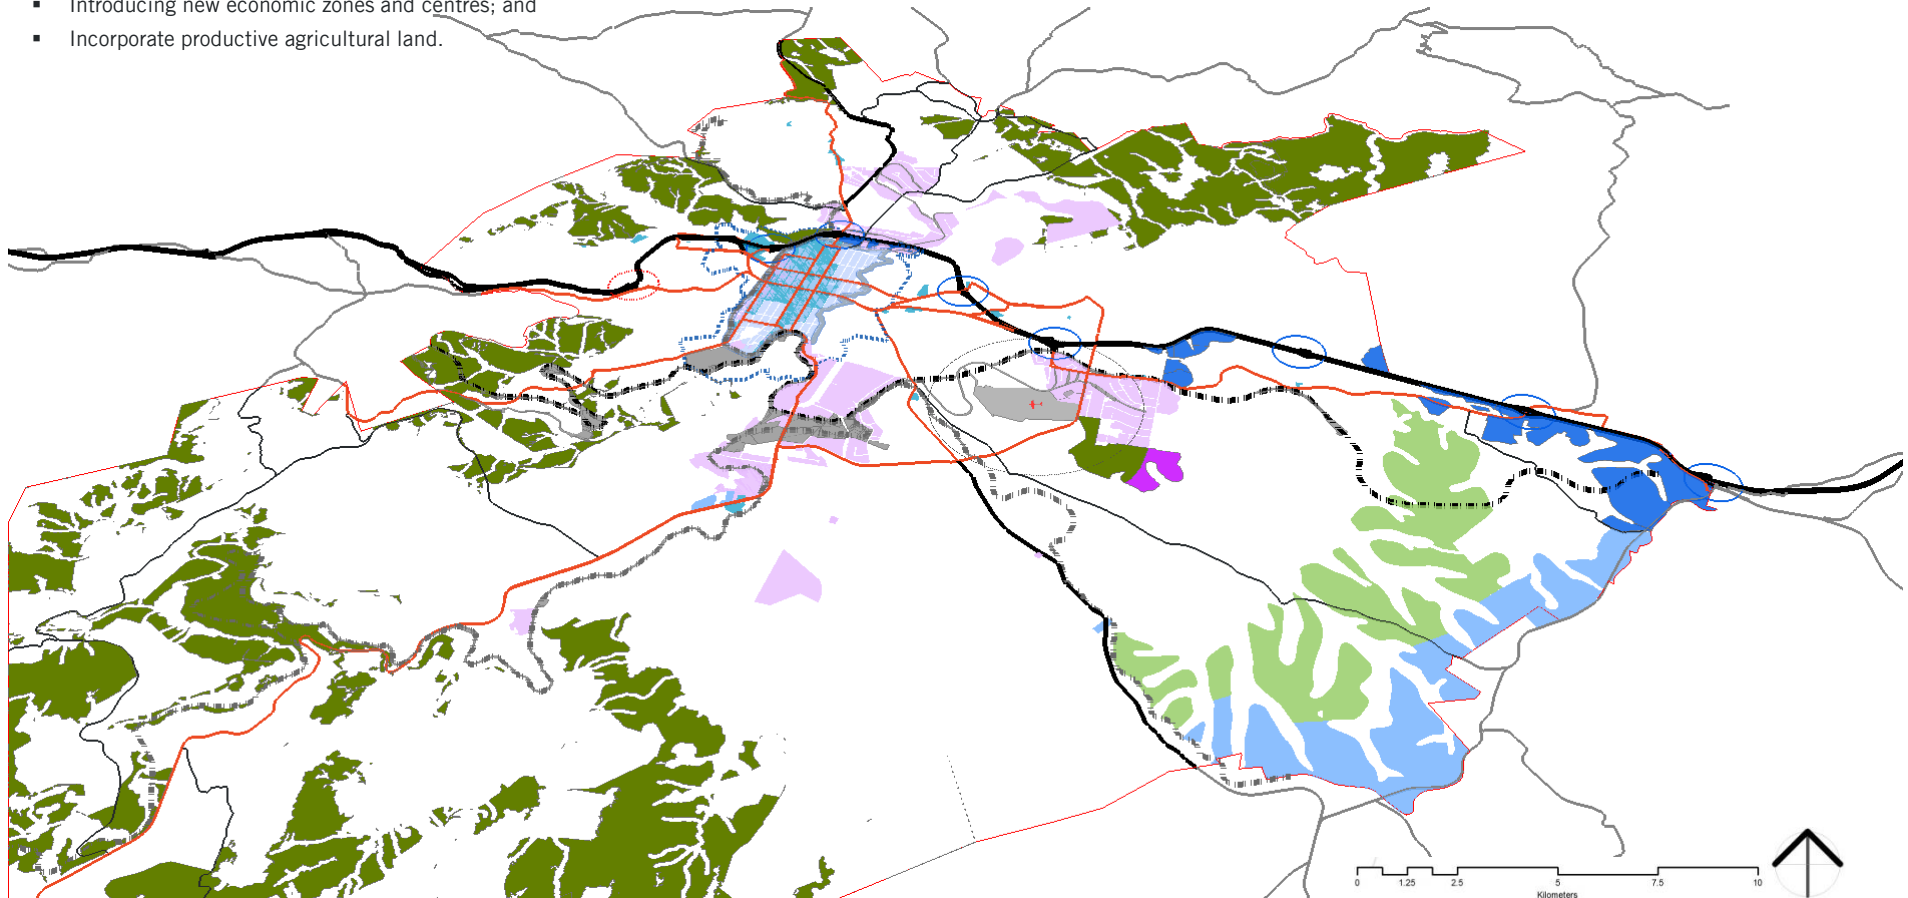 ▪ Introducing new economic zones and centres; and
▪ Incorporate productive agricultural land.
0 1.25 2.5 5 7.5 10
Kilometers